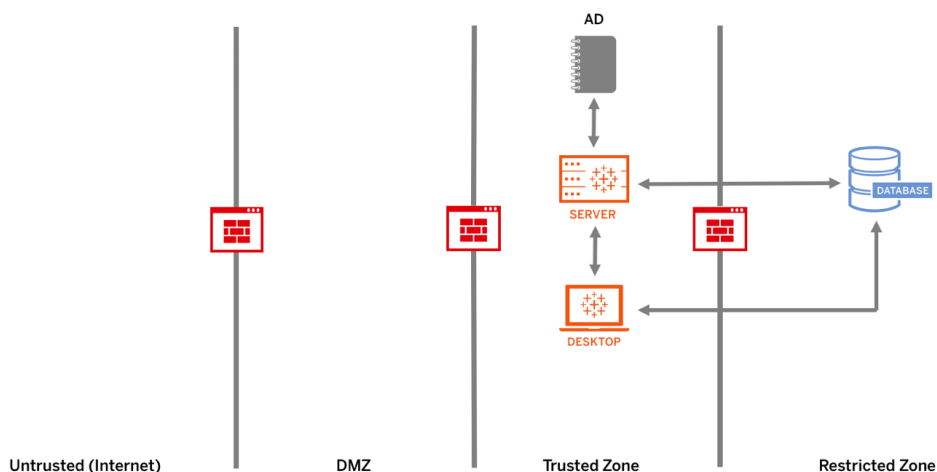 AD
SERVER
DATABASE
DESKTOP
Untrusted (Internet)
DMZ
Trusted Zone
Restricted Zone